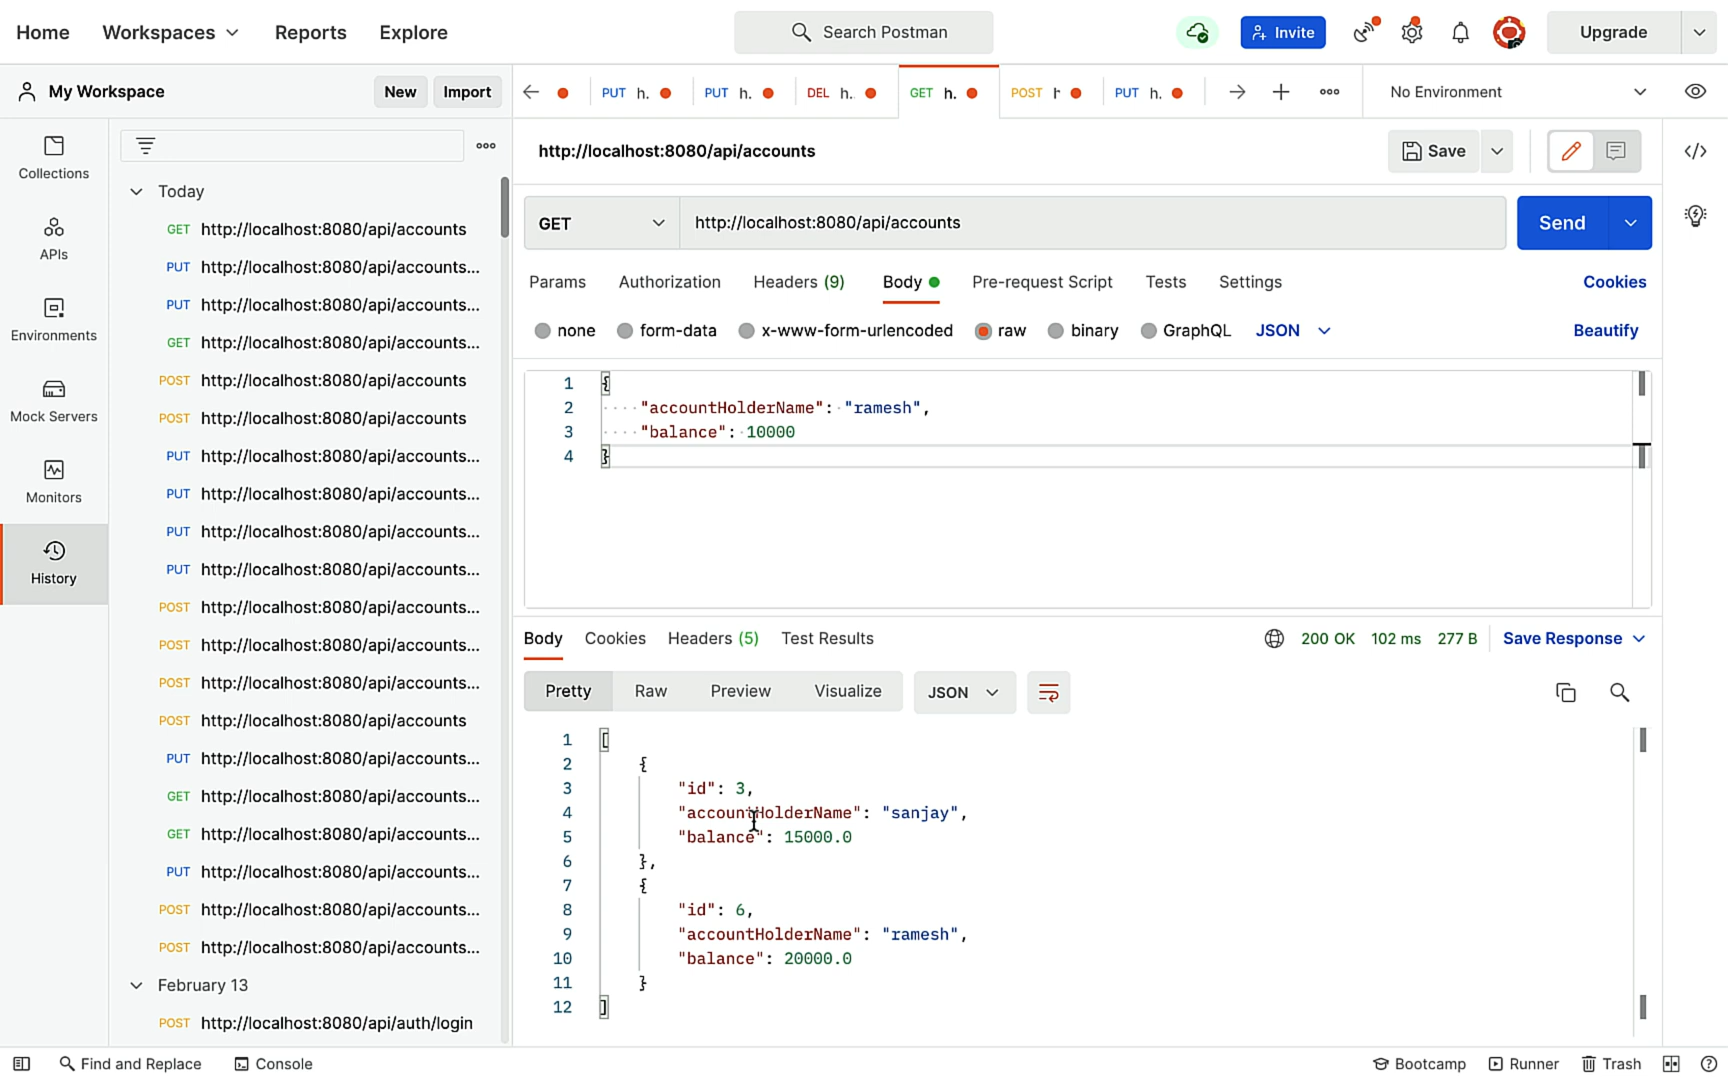 Home
Workspaces
Reports
Explore
Search Postman
Invite
Upgrade
My Workspace
New
Import
PUT h.
PUT h.
DEL h.
GET h.
POST
PUT h.
No Environment
Collections
APIs
Environments
Mock Servers
Monitors
History
Today
GET http://localhost:8080/api/accounts
PUT http://localhost:8080/api/accounts...
PUT http://localhost:8080/api/accounts...
GET http://localhost:8080/api/accounts...
POST http://localhost:8080/api/accounts
POST http://localhost:8080/api/accounts
PUT http://localhost:8080/api/accounts...
PUT http://localhost:8080/api/accounts...
PUT http://localhost:8080/api/accounts...
PUT http://localhost:8080/api/accounts...
POST http://localhost:8080/api/accounts...
POST http://localhost:8080/api/accounts...
POST http://localhost:8080/api/accounts...
POST http://localhost:8080/api/accounts
PUT http://localhost:8080/api/accounts...
GET http://localhost:8080/api/accounts...
GET http://localhost:8080/api/accounts...
PUT http://localhost:8080/api/accounts...
POST http://localhost:8080/api/accounts...
POST http://localhost:8080/api/accounts...
February 13
POST http://localhost:8080/api/auth/login
http://localhost:8080/api/accounts
Save
GET http://localhost:8080/api/accounts
Send
Params Authorization Headers (9) Body Pre-request Script Tests Settings Cookies
none form-data x-www-form-urlencoded raw binary GraphQL JSON Beautify
1 {
2 "accountHolderName": "ramesh",
3 "balance": 10000
4 }
Body Cookies Headers (5) Test Results 200 OK 102 ms 277 B Save Response
Pretty Raw Preview Visualize JSON
1 [
2 {
3 "id": 3,
4 "accountHolderName": "sanjay",
5 "balance": 15000.0
6 },
7 {
8 "id": 6,
9 "accountHolderName": "ramesh",
10 "balance": 20000.0
11 }
12 ]
Find and Replace
Console
Bootcamp
Runner
Trash